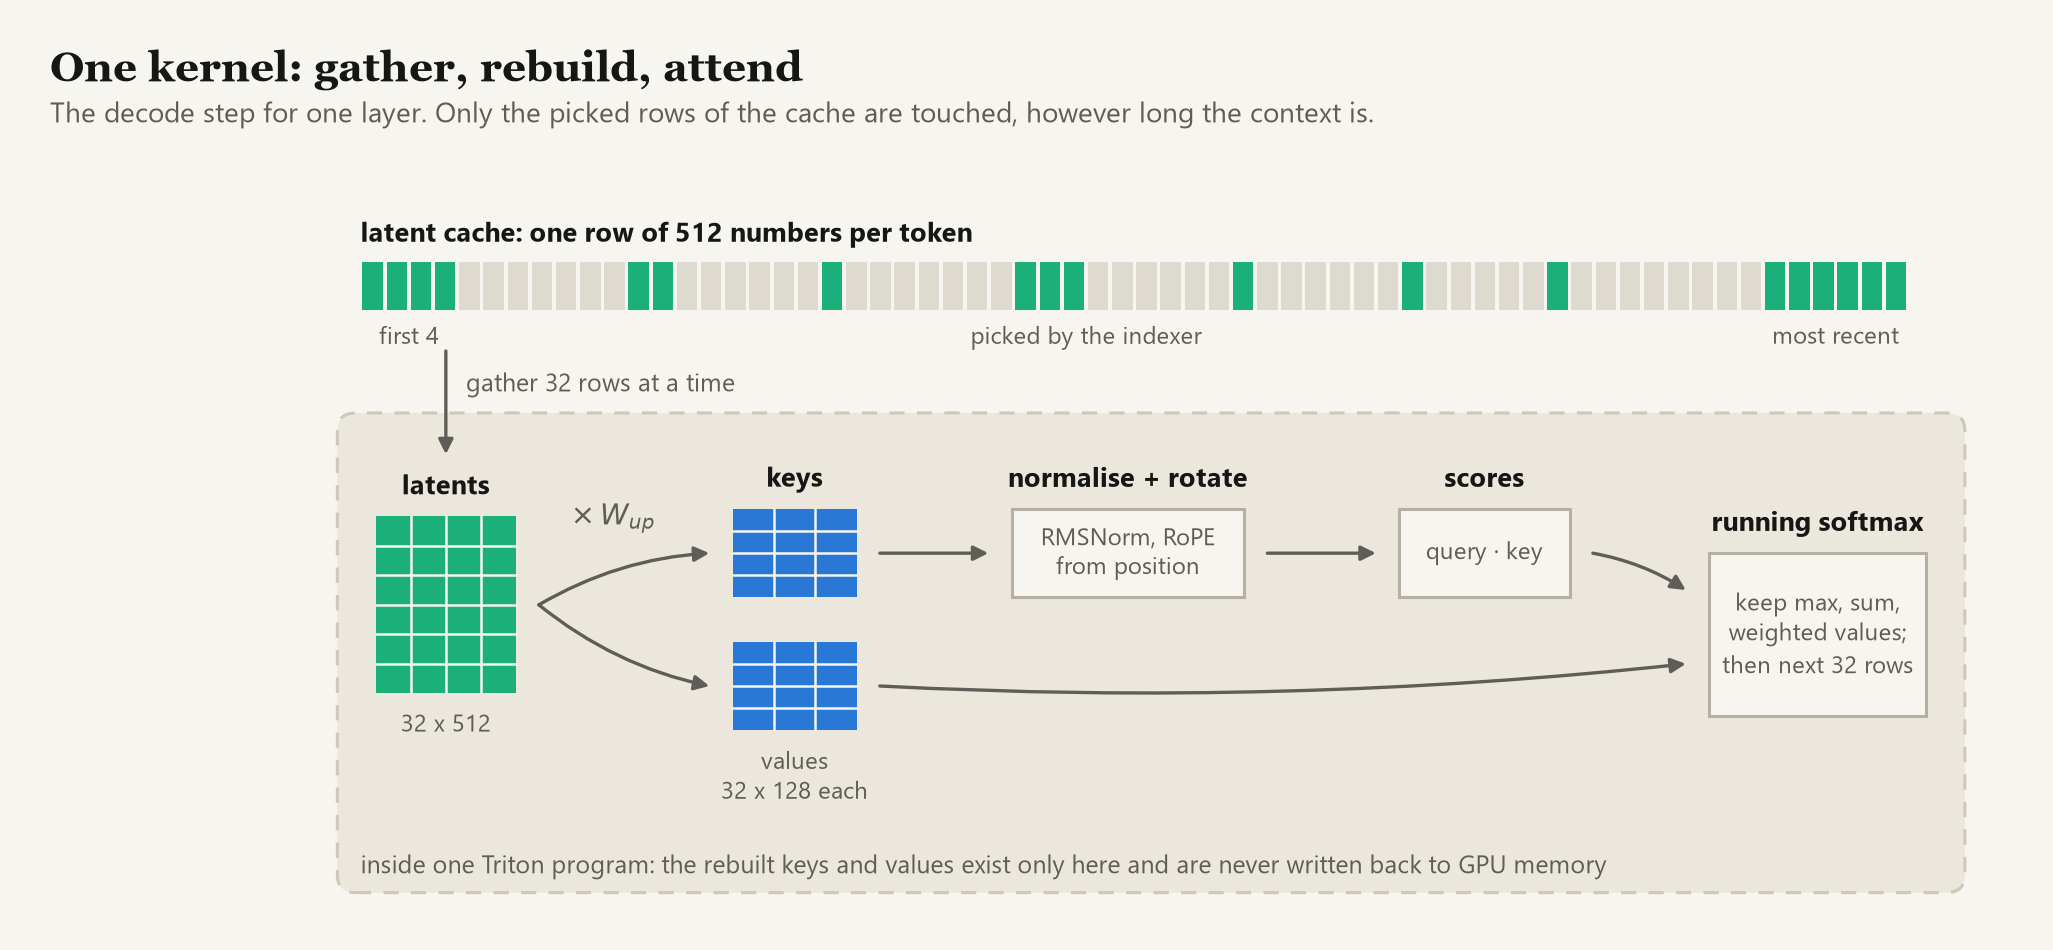 One kernel: gather, rebuild, attend
The decode step for one layer. Only the picked rows of the cache are touched, however long the context is.
latent cache: one row of 512 numbers per token
first 4
picked by the indexer
most recent
gather 32 rows at a time
latents
× W_up
keys
normalise + rotate
scores
running softmax
RMSNorm, RoPE
from position
query · key
keep max, sum,
weighted values;
then next 32 rows
32 x 512
values
32 x 128 each
inside one Triton program: the rebuilt keys and values exist only here and are never written back to GPU memory